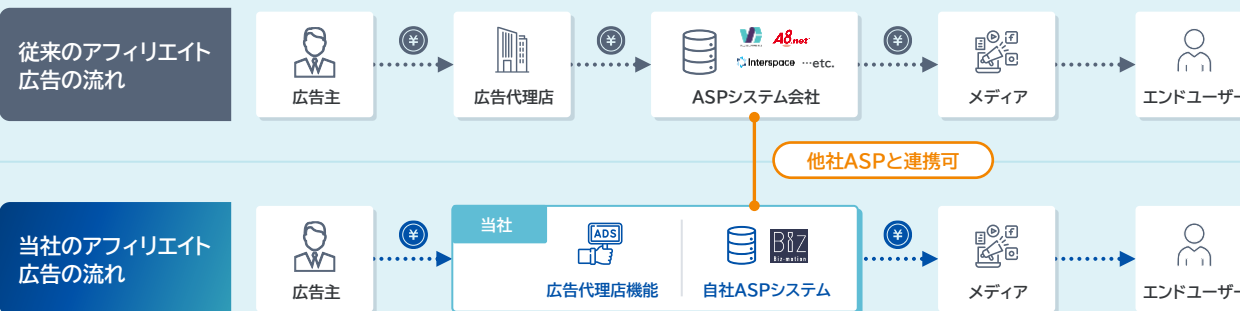 従来のアフィリエイト
広告の流れ
広告主
¥
広告代理店
¥
A8.net
Interspace …etc.
ASPシステム会社
¥
メディア
エンドユーザー
他社ASPと連携可
当社のアフィリエイト
広告の流れ
広告主
¥
当社
ADS
広告代理店機能
Biz
Biz-motion
自社ASPシステム
¥
メディア
エンドユーザー